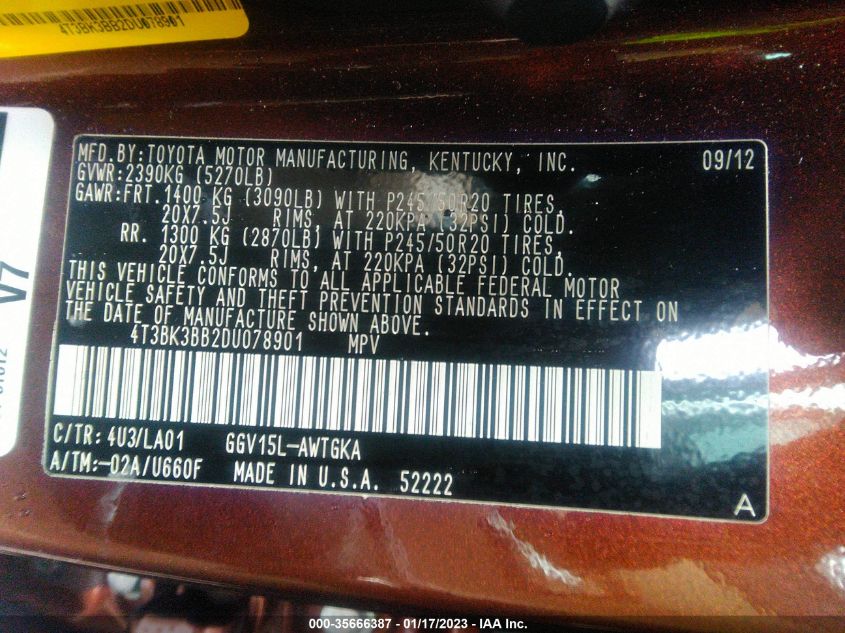 4T3BK3BB2DU078901
MFD.BY:TOYOTA MOTOR MANUFACTURING, KENTUCKY, INC. 09/12
GVWR:2390KG (5270LB)
GAWR:FRT.1400 KG (3090LB) WITH P245/50R20 TIRES,
20X7.5J RIMS, AT 220KPA (32PSI) COLD.
RR. 1300 KG (2870LB) WITH P245/50R20 TIRES,
20X7.5J RIMS, AT 220KPA (32PSI) COLD.
THIS VEHICLE CONFORMS TO ALL APPLICABLE FEDERAL MOTOR
VEHICLE SAFETY AND THEFT PREVENTION STANDARDS IN EFFECT ON
THE DATE OF MANUFACTURE SHOWN ABOVE.
4T3BK3BB2DU078901 MPV
C/TR: 4U3/LA01 GGV15L-AWTGKA
A/TM:-02A/U660F MADE IN U.S.A. 52222
A
V7
000-35666387 - 01/17/2023 - IAA Inc.